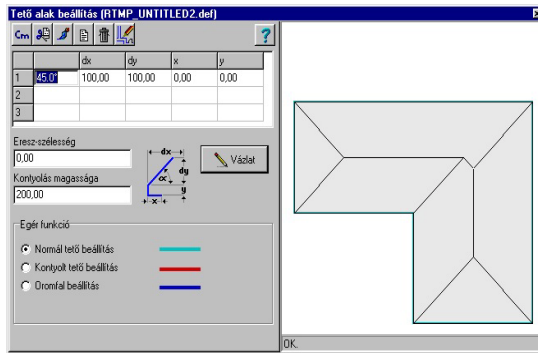 Tető alak beállítás (RTMP_UNTITLED2.def)
Cm
?
dx dy x y
1 45.0° 100,00 100,00 0,00 0,00
2
3
Eresz-szélesség
0,00
Kontyolás magassága
200,00
dx
dy
α
y
x
Vázlat
Egér funkció
Normál tető beállítás
Kontyolt tető beállítás
Oromfal beállítás
OK.